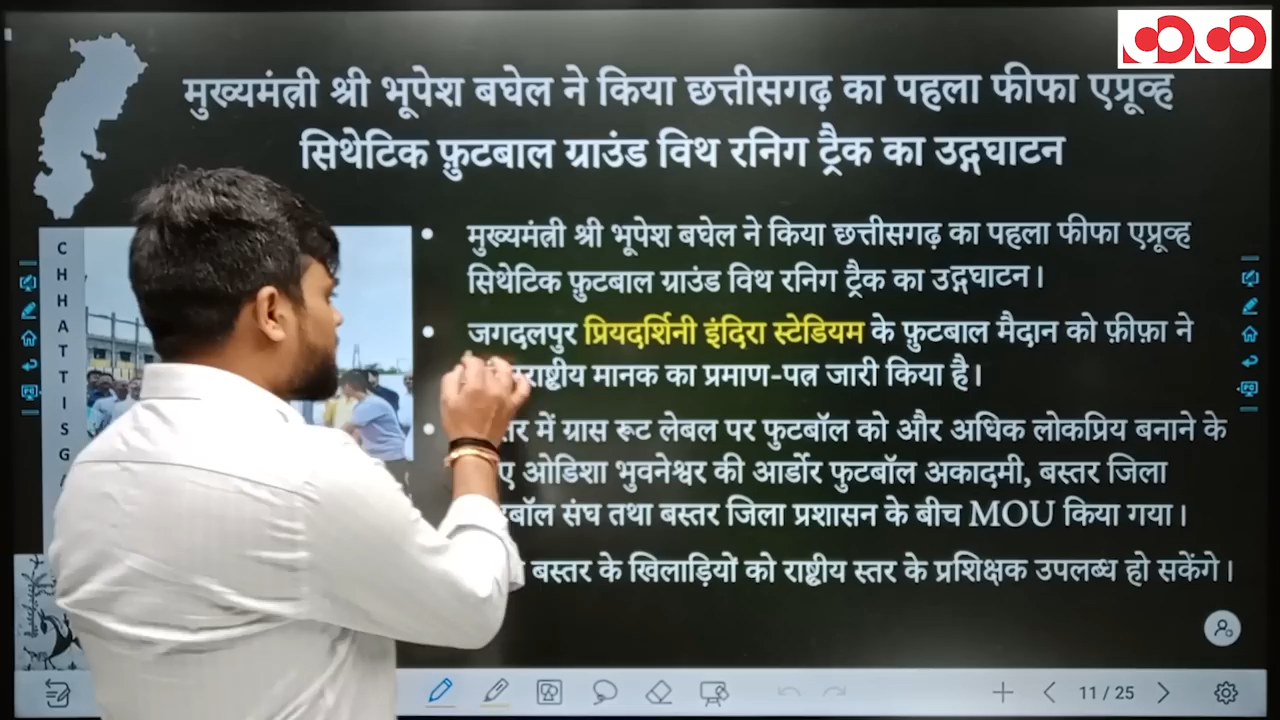 मुख्यमंत्री श्री भूपेश बघेल ने किया छत्तीसगढ़ का पहला फीफा एप्रूव्ह
सिथेटिक फ़ुटबाल ग्राउंड विथ रनिग ट्रैक का उद्गघाटन
मुख्यमंत्री श्री भूपेश बघेल ने किया छत्तीसगढ़ का पहला फीफा एप्रूव्ह
सिथेटिक फ़ुटबाल ग्राउंड विथ रनिग ट्रैक का उद्गघाटन।
जगदलपुर प्रियदर्शिनी इंदिरा स्टेडियम के फ़ुटबाल मैदान को फ़ीफ़ा ने
मानक का प्रमाण-पत्र जारी किया है।
में ग्रास रूट लेबल पर फुटबॉल को और अधिक लोकप्रिय बनाने के
ओडिशा भुवनेश्वर की आर्डोर फुटबॉल अकादमी, बस्तर जिला
संघ तथा बस्तर जिला प्रशासन के बीच MOU किया गया।
बस्तर के खिलाड़ियों को राष्ट्रीय स्तर के प्रशिक्षक उपलब्ध हो सकेंगे।
11 / 25